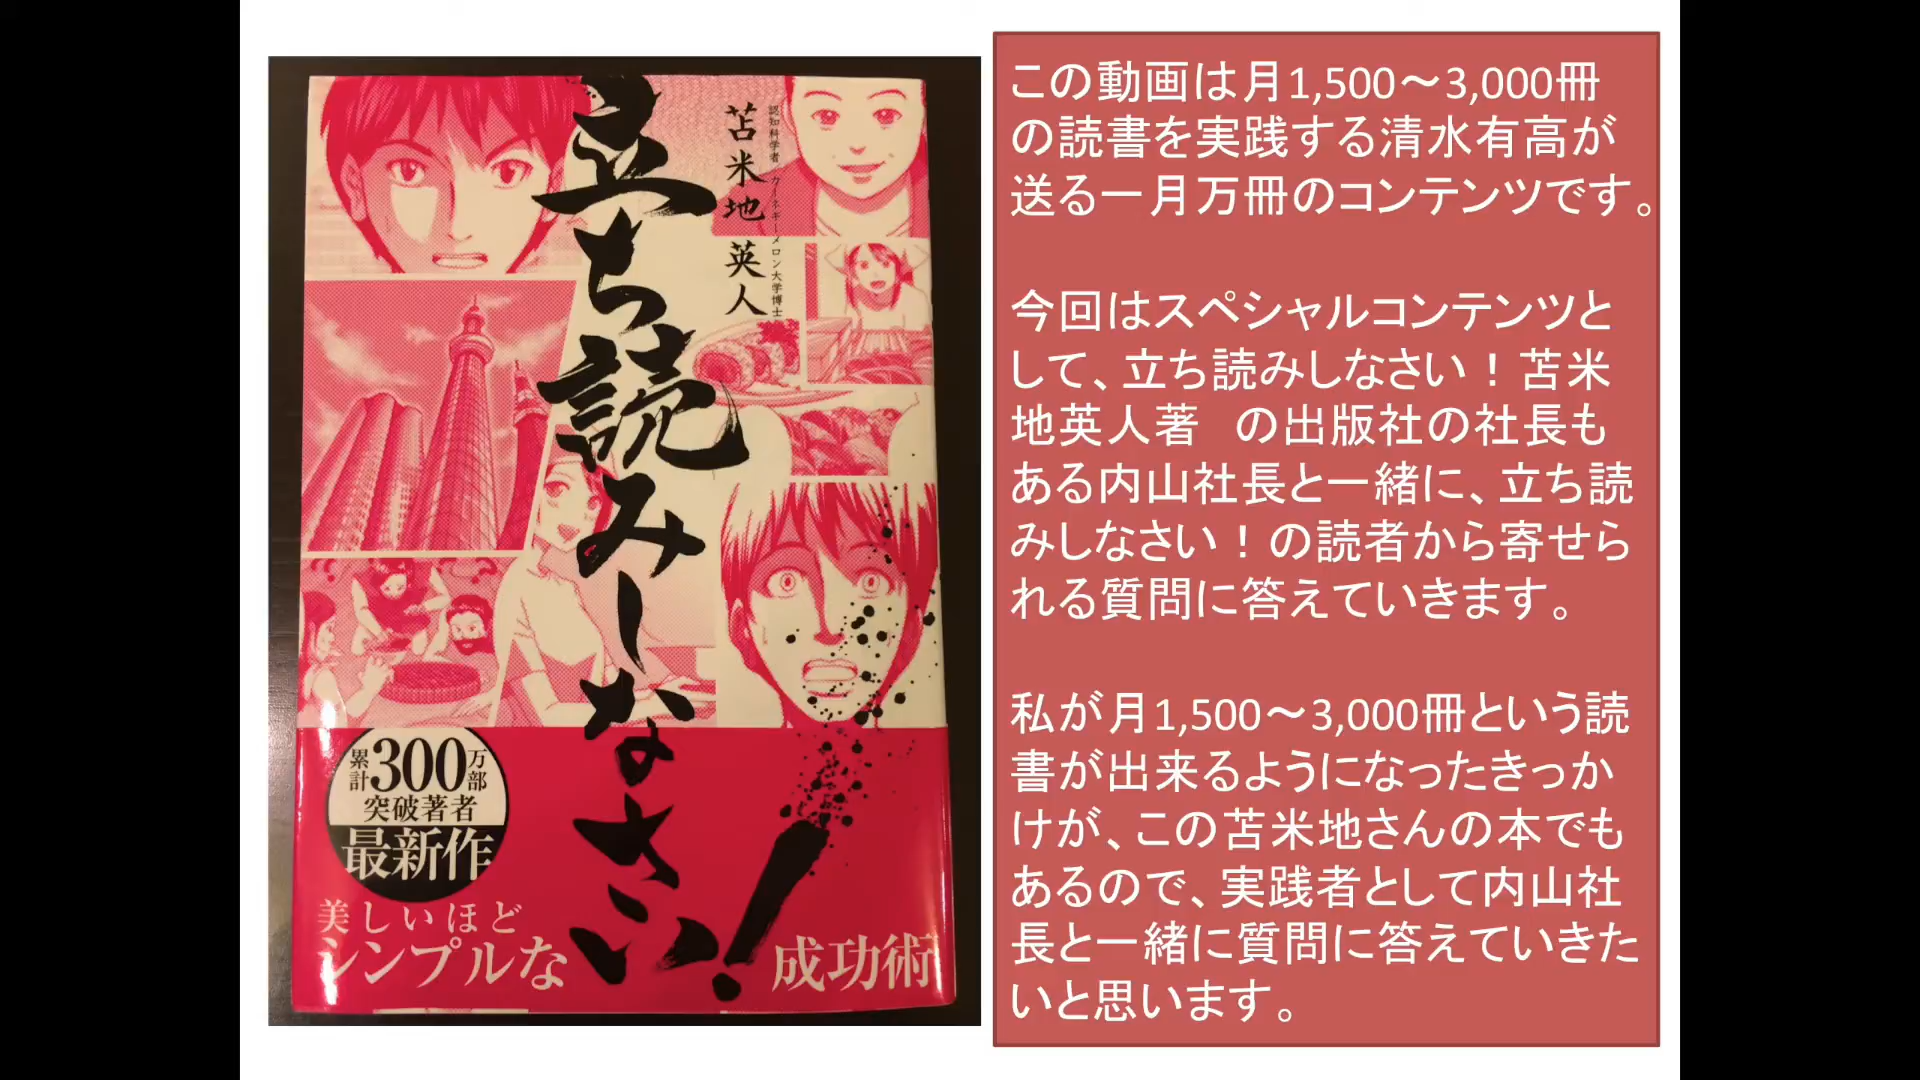 立ち読みしなさい!
苫米地英人
認知科学者 カーネギーメロン大学博士
累計300万部
突破著者
最新作
美しいほど
シンプルな
成功術
この動画は月1,500～3,000冊
の読書を実践する清水有高が
送る一月万冊のコンテンツです。
今回はスペシャルコンテンツと
して、立ち読みしなさい！苫米
地英人著　の出版社の社長も
ある内山社長と一緒に、立ち読
みしなさい！の読者から寄せら
れる質問に答えていきます。
私が月1,500～3,000冊という読
書が出来るようになったきっか
けが、この苫米地さんの本でも
あるので、実践者として内山社
長と一緒に質問に答えていきた
いと思います。